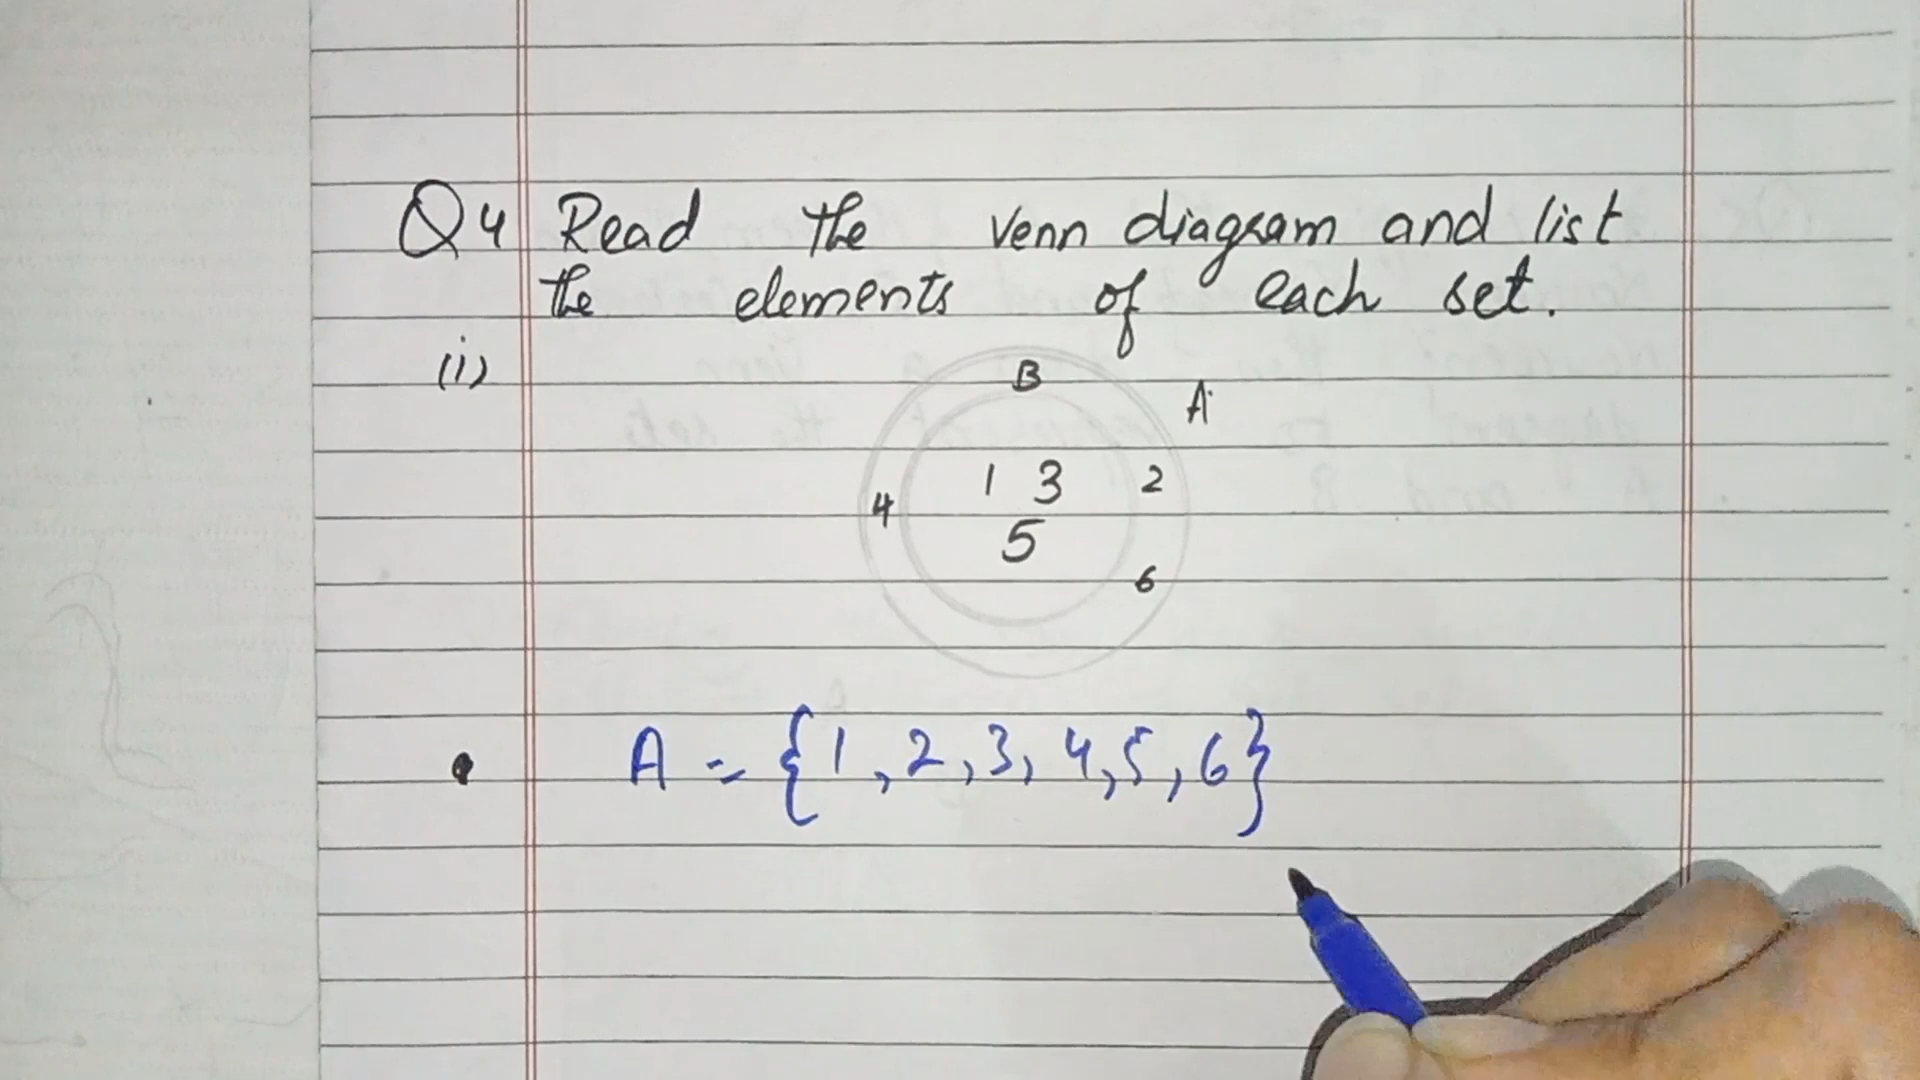 Q4 Read the venn diagram and list
the elements of each set.
(i)
B
A
1 3 2
4
5
6
A = {1, 2, 3, 4, 5, 6}